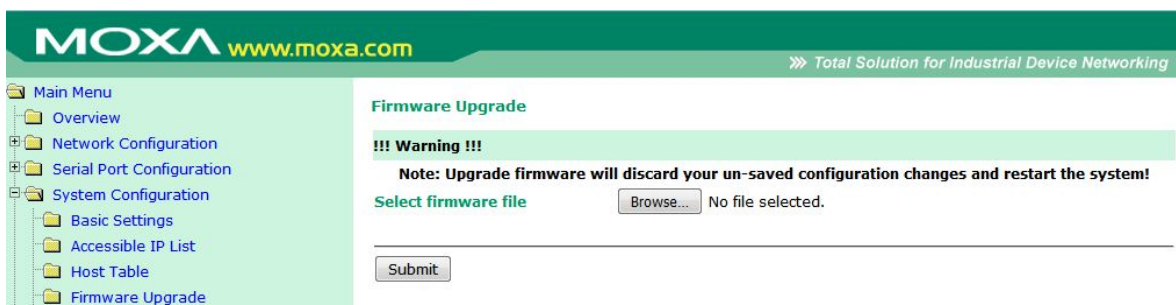 MOXA www.moxa.com
Total Solution for Industrial Device Networking
Main Menu
Overview
Network Configuration
Serial Port Configuration
System Configuration
Basic Settings
Accessible IP List
Host Table
Firmware Upgrade
Firmware Upgrade
!!! Warning !!!
Note: Upgrade firmware will discard your un-saved configuration changes and restart the system!
Select firmware file Browse... No file selected.
Submit